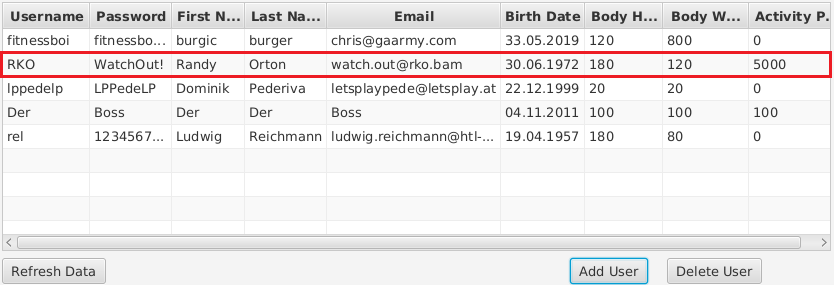 Username Password First N... Last Na... Email Birth Date Body H... Body W... Activity P...
fitnessboi fitnessbo... burgic burger chris@gaarmy.com 33.05.2019 120 800 0
RKO WatchOut! Randy Orton watch.out@rko.bam 30.06.1972 180 120 5000
lppedelp LPPedeLP Dominik Pederiva letsplaypede@letsplay.at 22.12.1999 20 20 0
Der Boss Der Der Boss 04.11.2011 100 100 100
rel 1234567... Ludwig Reichmann ludwig.reichmann@htl-... 19.04.1957 180 80 0
Refresh Data Add User Delete User